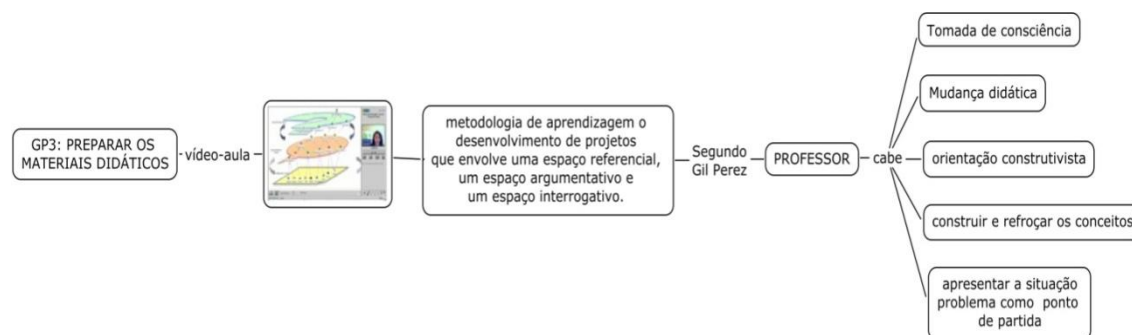 GP3: PREPARAR OS
MATERIAIS DIDÁTICOS
vídeo-aula
metodologia de aprendizagem o
desenvolvimento de projetos
que envolve uma espaço referencial,
um espaço argumentativo e
um espaço interrogativo.
Segundo
Gil Perez
PROFESSOR
cabe
Tomada de consciência
Mudança didática
orientação construtivista
construir e refroçar os conceitos
apresentar a situação
problema como ponto
de partida